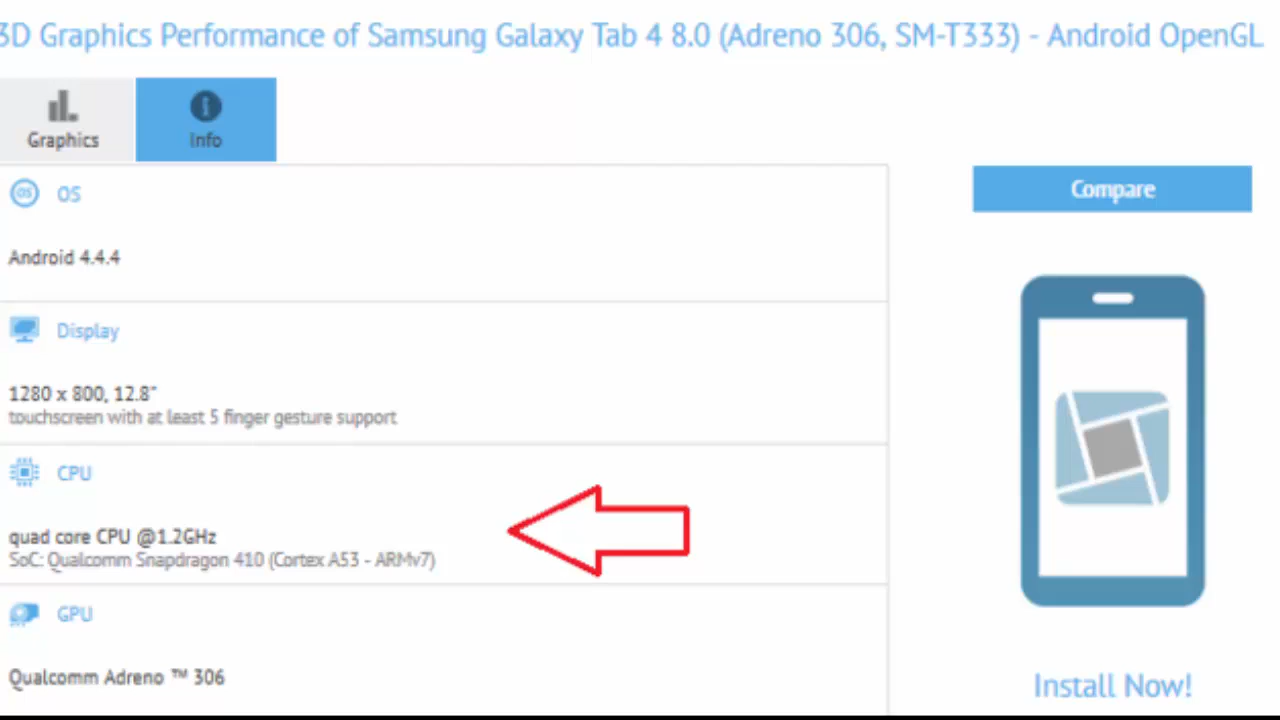 3D Graphics Performance of Samsung Galaxy Tab 4 8.0 (Adreno 306, SM-T333) - Android OpenGL
Graphics
Info
OS
OS
Android 4.4.4
Display
1280 x 800, 12.8"
touchscreen with at least 5 finger gesture support
CPU
quad core CPU @1.2GHz
SoC: Qualcomm Snapdragon 410 (Cortex A53 - ARMv7)
GPU
Qualcomm Adreno ™ 306
Compare
Install Now!